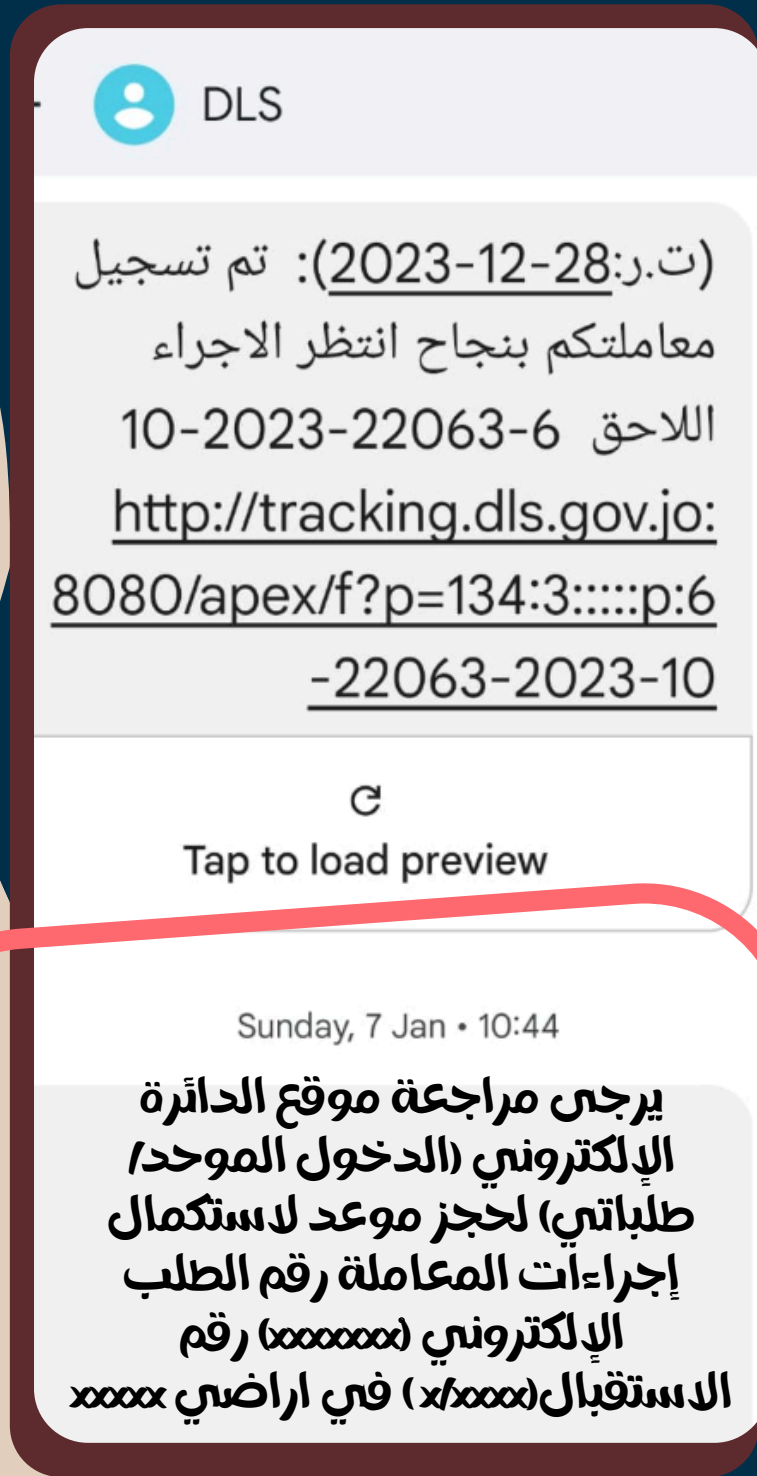 DLS
(ت.ر:28-12-2023): تم تسجيل
معاملتكم بنجاح انتظر الاجراء
اللاحق 6-22063-2023-10
http://tracking.dls.gov.jo:
8080/apex/f?p=134:3:::::p:6
-22063-2023-10
Tap to load preview
Sunday, 7 Jan • 10:44
يرجى مراجعة موقع الدائرة
الإلكتروني (الدخول الموحد/
طلباتي) لحجز موعد لاستكمال
إجراءات المعاملة رقم الطلب
الإلكتروني (xxxxxxx) رقم
الاستقبال(x/xxxx) في اراضي xxxxx